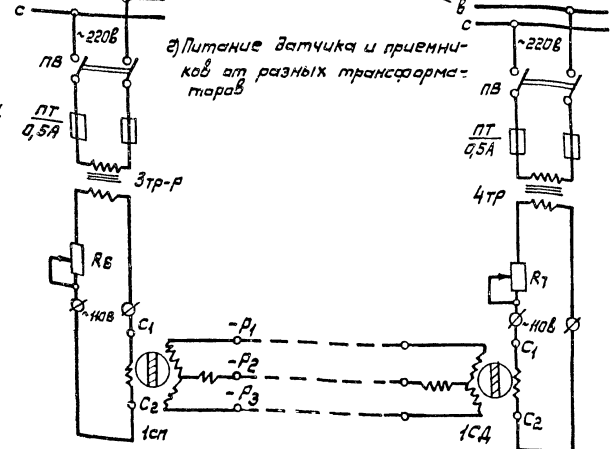 в
с
с
~220в
г) Питание датчика и приемни-
ков от разных трансформа-
торов
~220в
ПВ
ПВ
ПТ
0,5А
ПТ
0,5А
3тр-р
4тр
R6
R7
~110в
~110в
С1
-Р1
С1
-Р2
-Р3
С2
С2
1СП
1СД